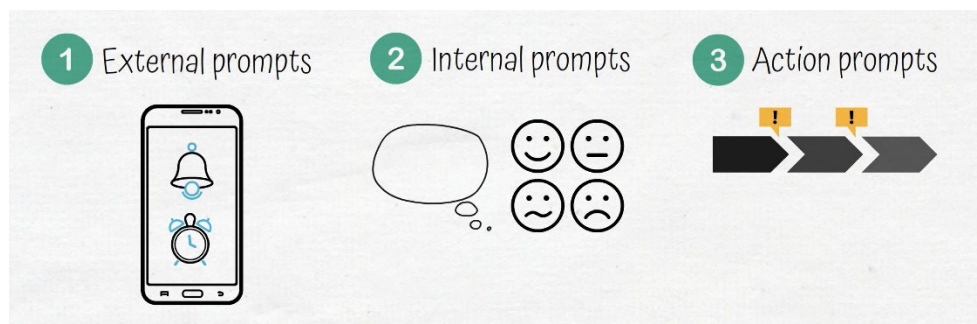 1 External prompts
2 Internal prompts
3 Action prompts
! !